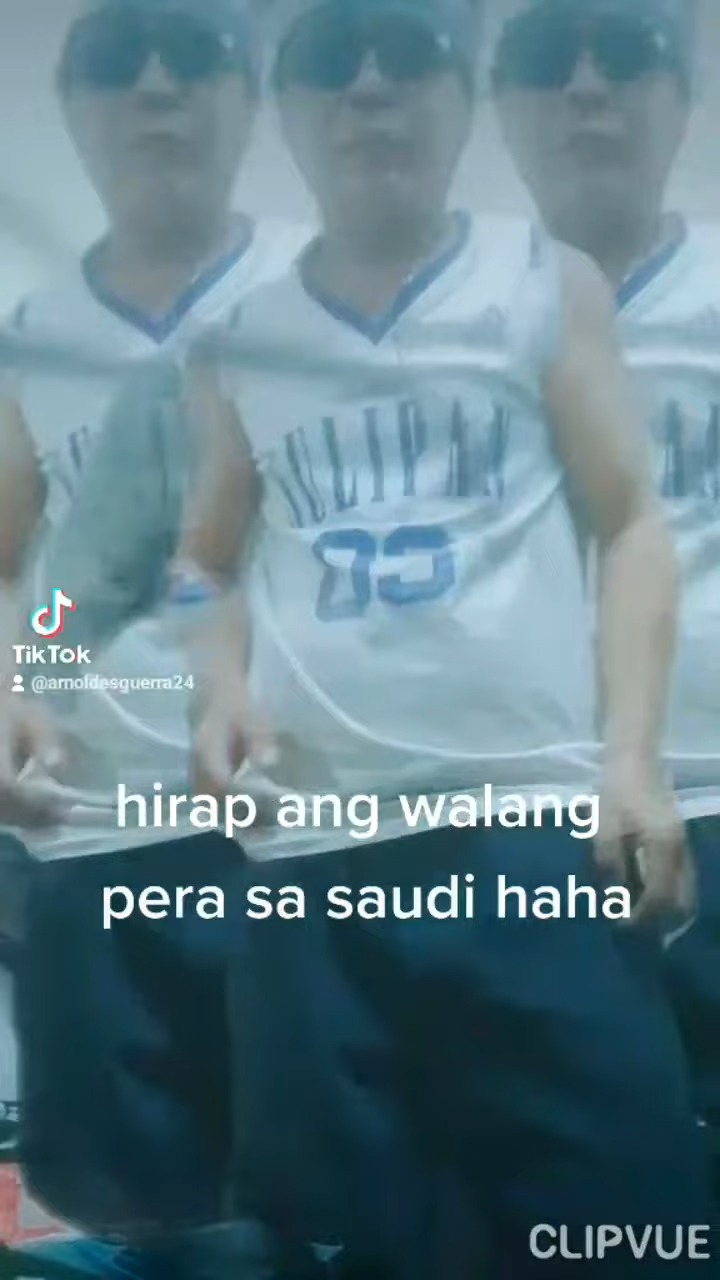 TikTok
@arnoldesguerra24
hirap ang walang
pera sa saudi haha
CLIPVUE